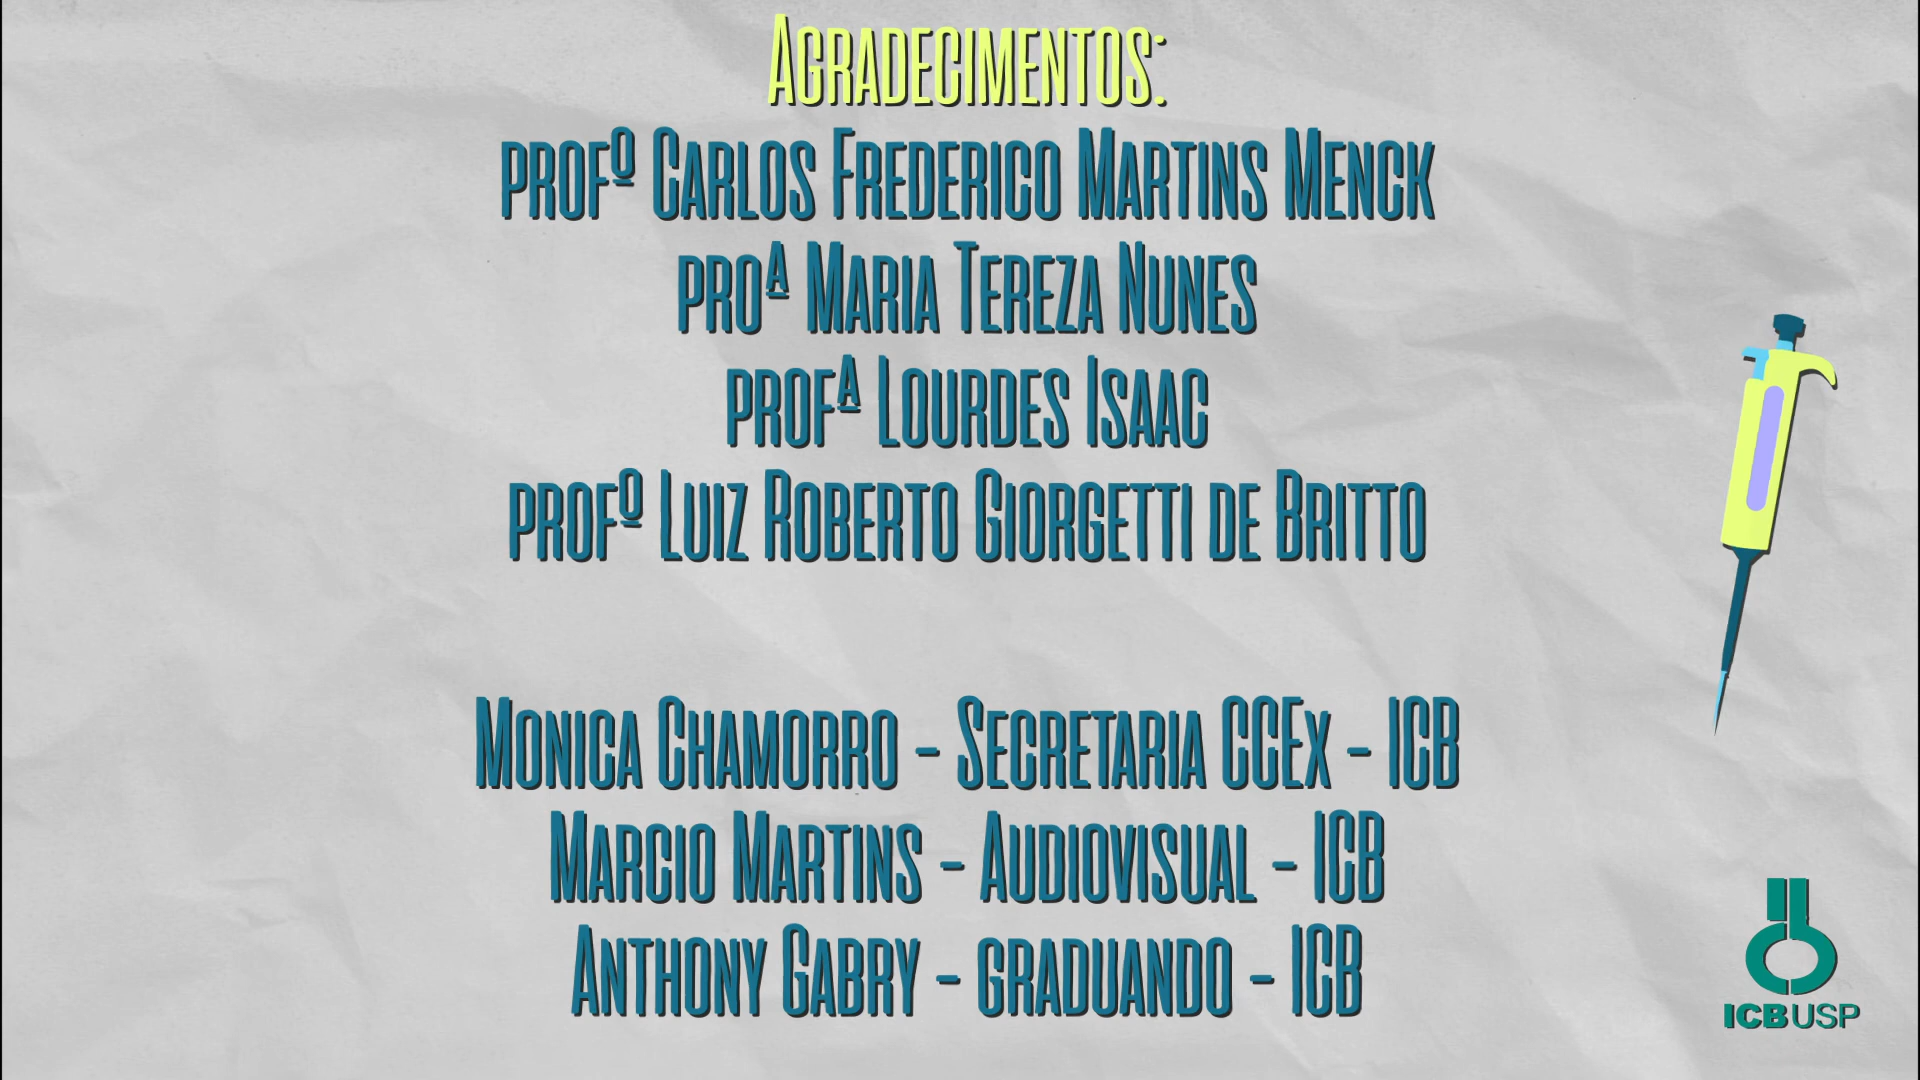 Agradecimentos:
profº Carlos Frederico Martins Menck
proª Maria Tereza Nunes
profª Lourdes Isaac
profº Luiz Roberto Giorgetti de Britto
Monica Chamorro - Secretaria CCEx - ICB
Marcio Martins - Audiovisual - ICB
Anthony Gabry - graduando - ICB
ICBUSP